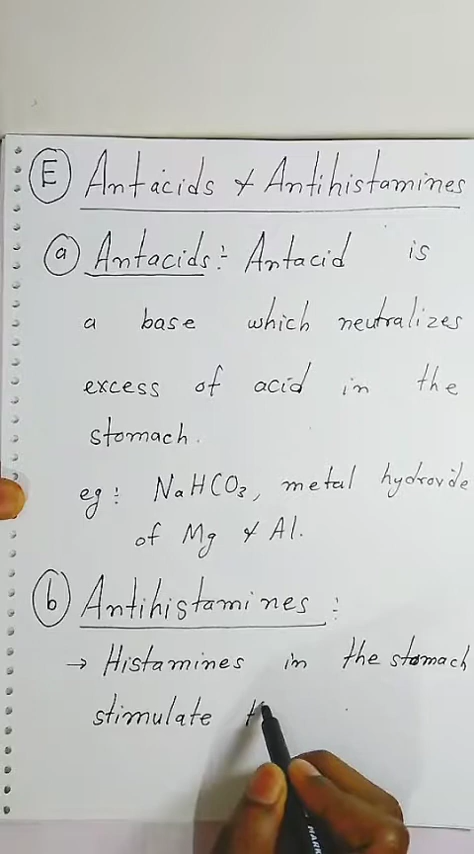 E Antacids & Antihistamines
a Antacids :- Antacid is
a base which neutralizes
excess of acid in the
stomach.
eg : NaHCO₃, metal hydroxide
of Mg & Al.
b Antihistamines :
→ Histamines in the stomach
stimulate